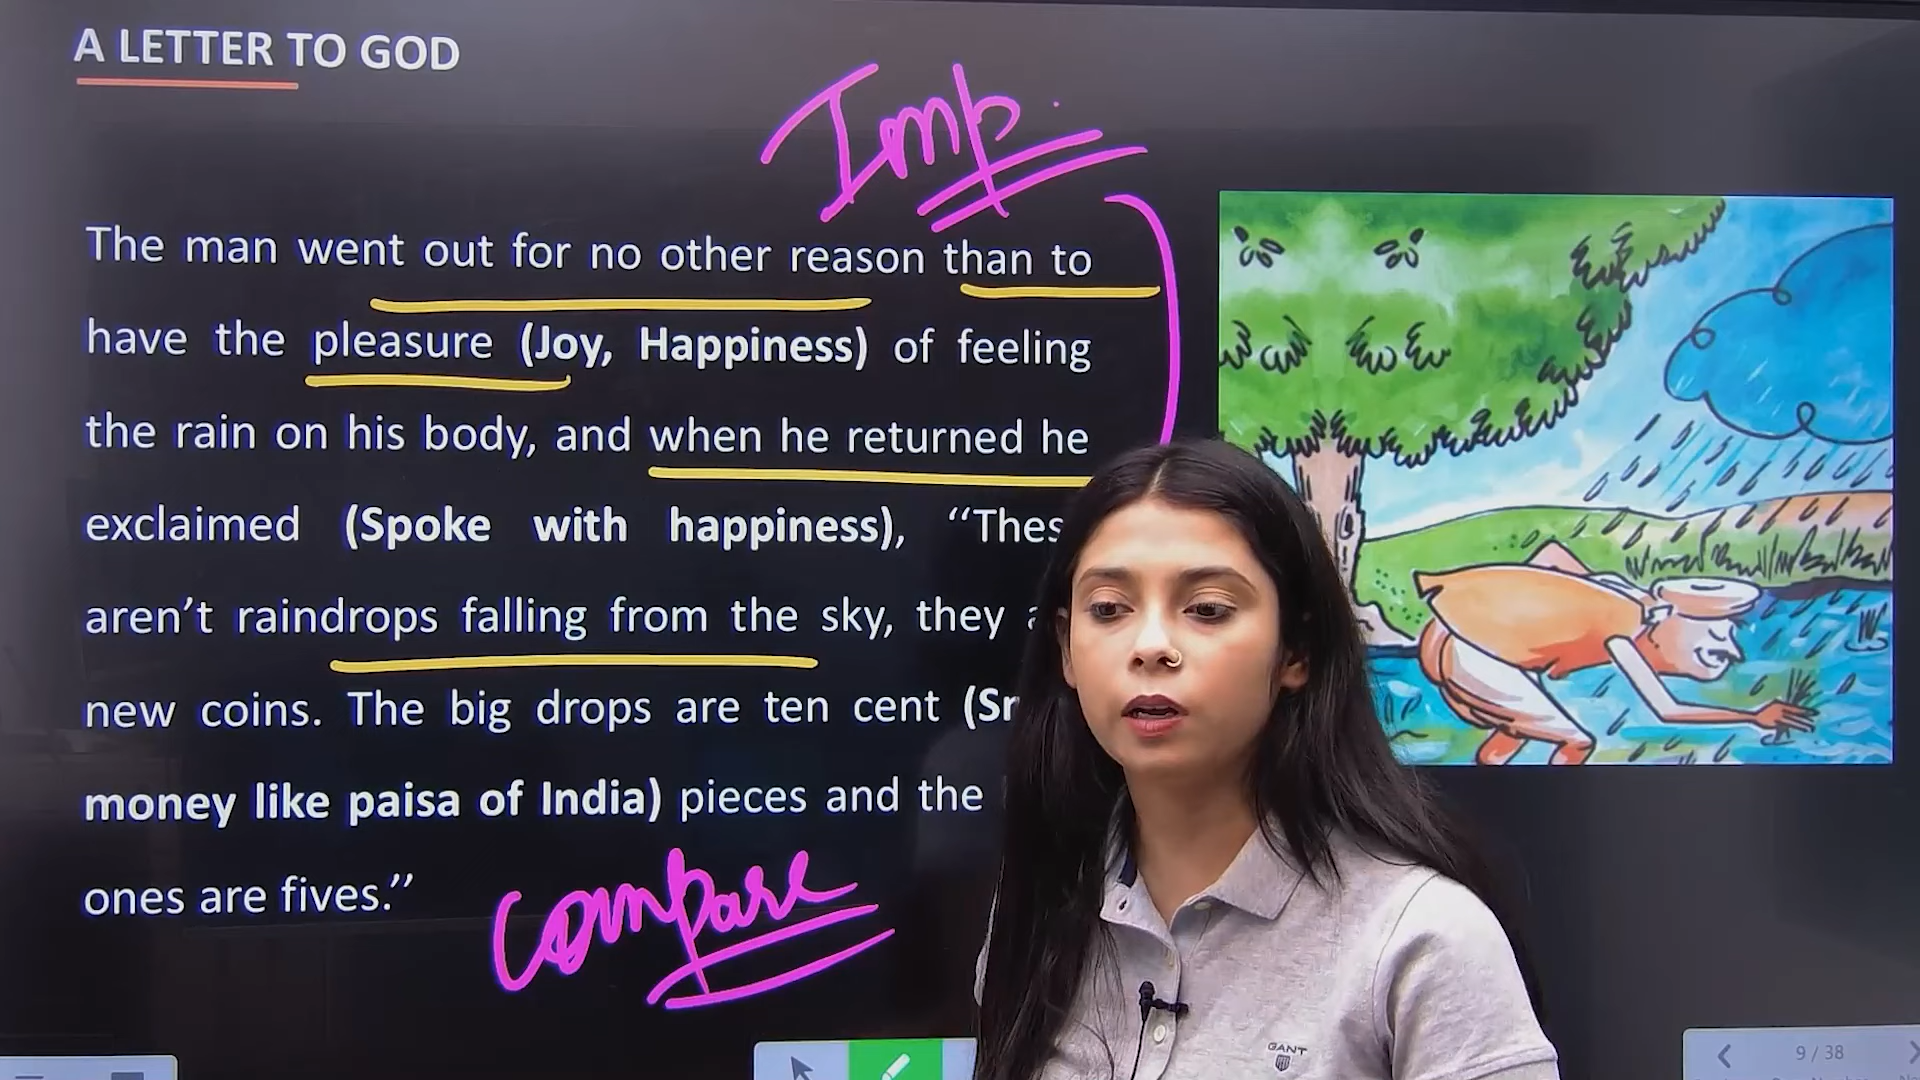 A LETTER TO GOD
Imp.
The man went out for no other reason than to
have the pleasure (Joy, Happiness) of feeling
the rain on his body, and when he returned he
exclaimed (Spoke with happiness), “Thes
aren’t raindrops falling from the sky, they a
new coins. The big drops are ten cent
money like paisa of India) pieces and the
ones are fives.”
Compare
GANT
9 / 38